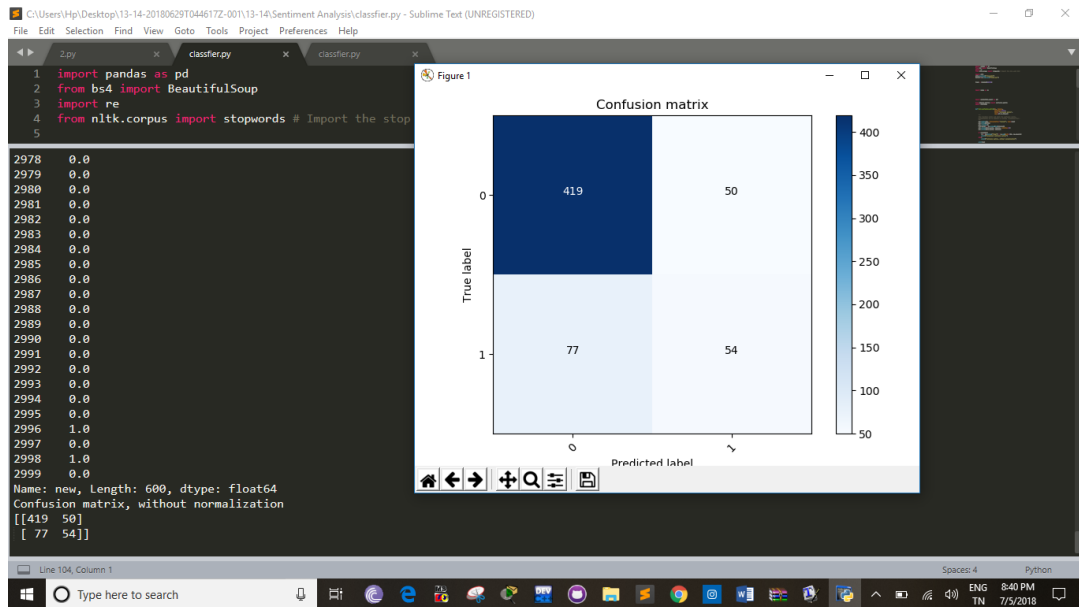 C:\Users\Hp\Desktop\13-14-20180629T044617Z-001\13-14\Sentiment Analysis\classfier.py - Sublime Text (UNREGISTERED)
File Edit Selection Find View Goto Tools Project Preferences Help
2.py × classfier.py × classfier.py ×
1 import pandas as pd
2 from bs4 import BeautifulSoup
3 import re
4 from nltk.corpus import stopwords # Import the stop
5
2978 0.0
2979 0.0
2980 0.0
2981 0.0
2982 0.0
2983 0.0
2984 0.0
2985 0.0
2986 0.0
2987 0.0
2988 0.0
2989 0.0
2990 0.0
2991 0.0
2992 0.0
2993 0.0
2994 0.0
2995 0.0
2996 1.0
2997 0.0
2998 1.0
2999 0.0
Name: new, Length: 600, dtype: float64
Confusion matrix, without normalization
[[419 50]
[ 77 54]]
Figure 1
Confusion matrix
True label
0
419 50
1
77 54
0 1
Predicted label
400
350
300
250
200
150
100
50
Line 104, Column 1
Spaces: 4 Python
Type here to search
ENG
TN
8:40 PM
7/5/2018